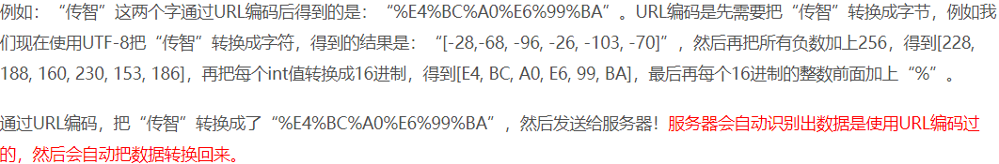 例如：“传智”这两个字通过URL编码后得到的是：“%E4%BC%A0%E6%99%BA”。URL编码是先需要把“传智”转换成字节，例如我
们现在使用UTF-8把“传智”转换成字符，得到的结果是：“[-28,-68, -96, -26, -103, -70]”，然后再把所有负数加上256，得到[228,
188, 160, 230, 153, 186]，再把每个int值转换成16进制，得到[E4, BC, A0, E6, 99, BA]，最后再每个16进制的整数前面加上“%”。
通过URL编码，把“传智”转换成了“%E4%BC%A0%E6%99%BA”，然后发送给服务器！服务器会自动识别出数据是使用URL编码过
的，然后会自动把数据转换回来。